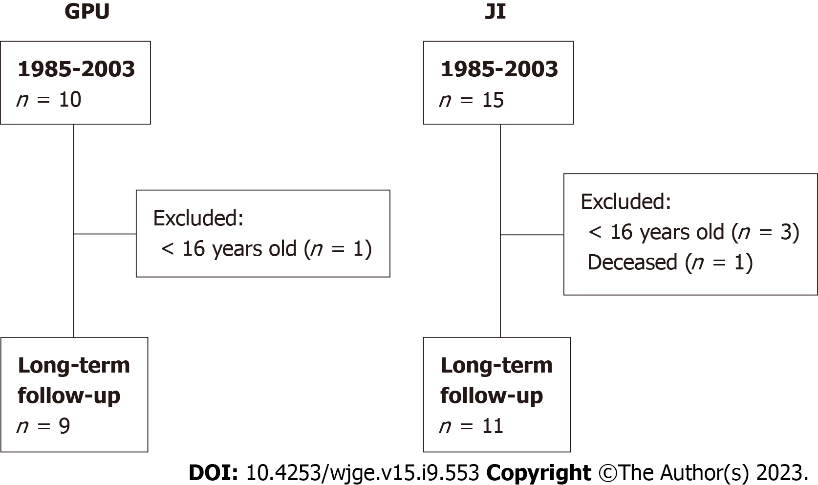 GPU
1985-2003
n = 10
Excluded:
< 16 years old (n = 1)
Long-term
follow-up
n = 9
JI
1985-2003
n = 15
Excluded:
< 16 years old (n = 3)
Deceased (n = 1)
Long-term
follow-up
n = 11
DOI: 10.4253/wjge.v15.i9.553 Copyright ©The Author(s) 2023.